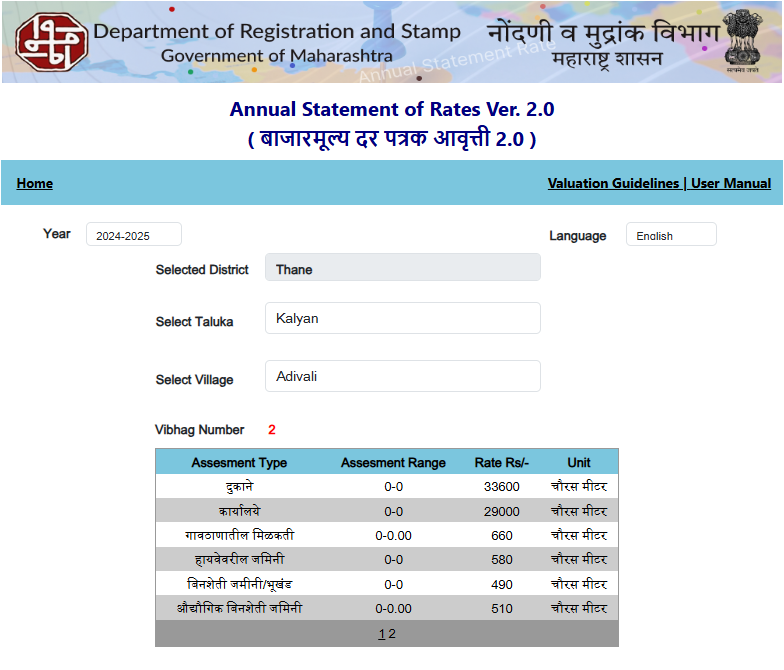 Department of Registration and Stamp
Government of Maharashtra
नोंदणी व मुद्रांक विभाग
महाराष्ट्र शासन
Annual Statement Rate
सत्यमेव जयते
Annual Statement of Rates Ver. 2.0
( बाजारमूल्य दर पत्रक आवृत्ती 2.0 )
Home Valuation Guidelines | User Manual
Year 2024-2025 Language English
Selected District Thane
Select Taluka Kalyan
Select Village Adivali
Vibhag Number 2
Assesment Type Assesment Range Rate Rs/- Unit
दुकाने 0-0 33600 चौरस मीटर
कार्यालये 0-0 29000 चौरस मीटर
गावठाणातील मिळकती 0-0.00 660 चौरस मीटर
हायवेवरील जमिनी 0-0 580 चौरस मीटर
बिनशेती जमीनी/भूखंड 0-0 490 चौरस मीटर
औद्यौगिक बिनशेती जमिनी 0-0.00 510 चौरस मीटर
1 2